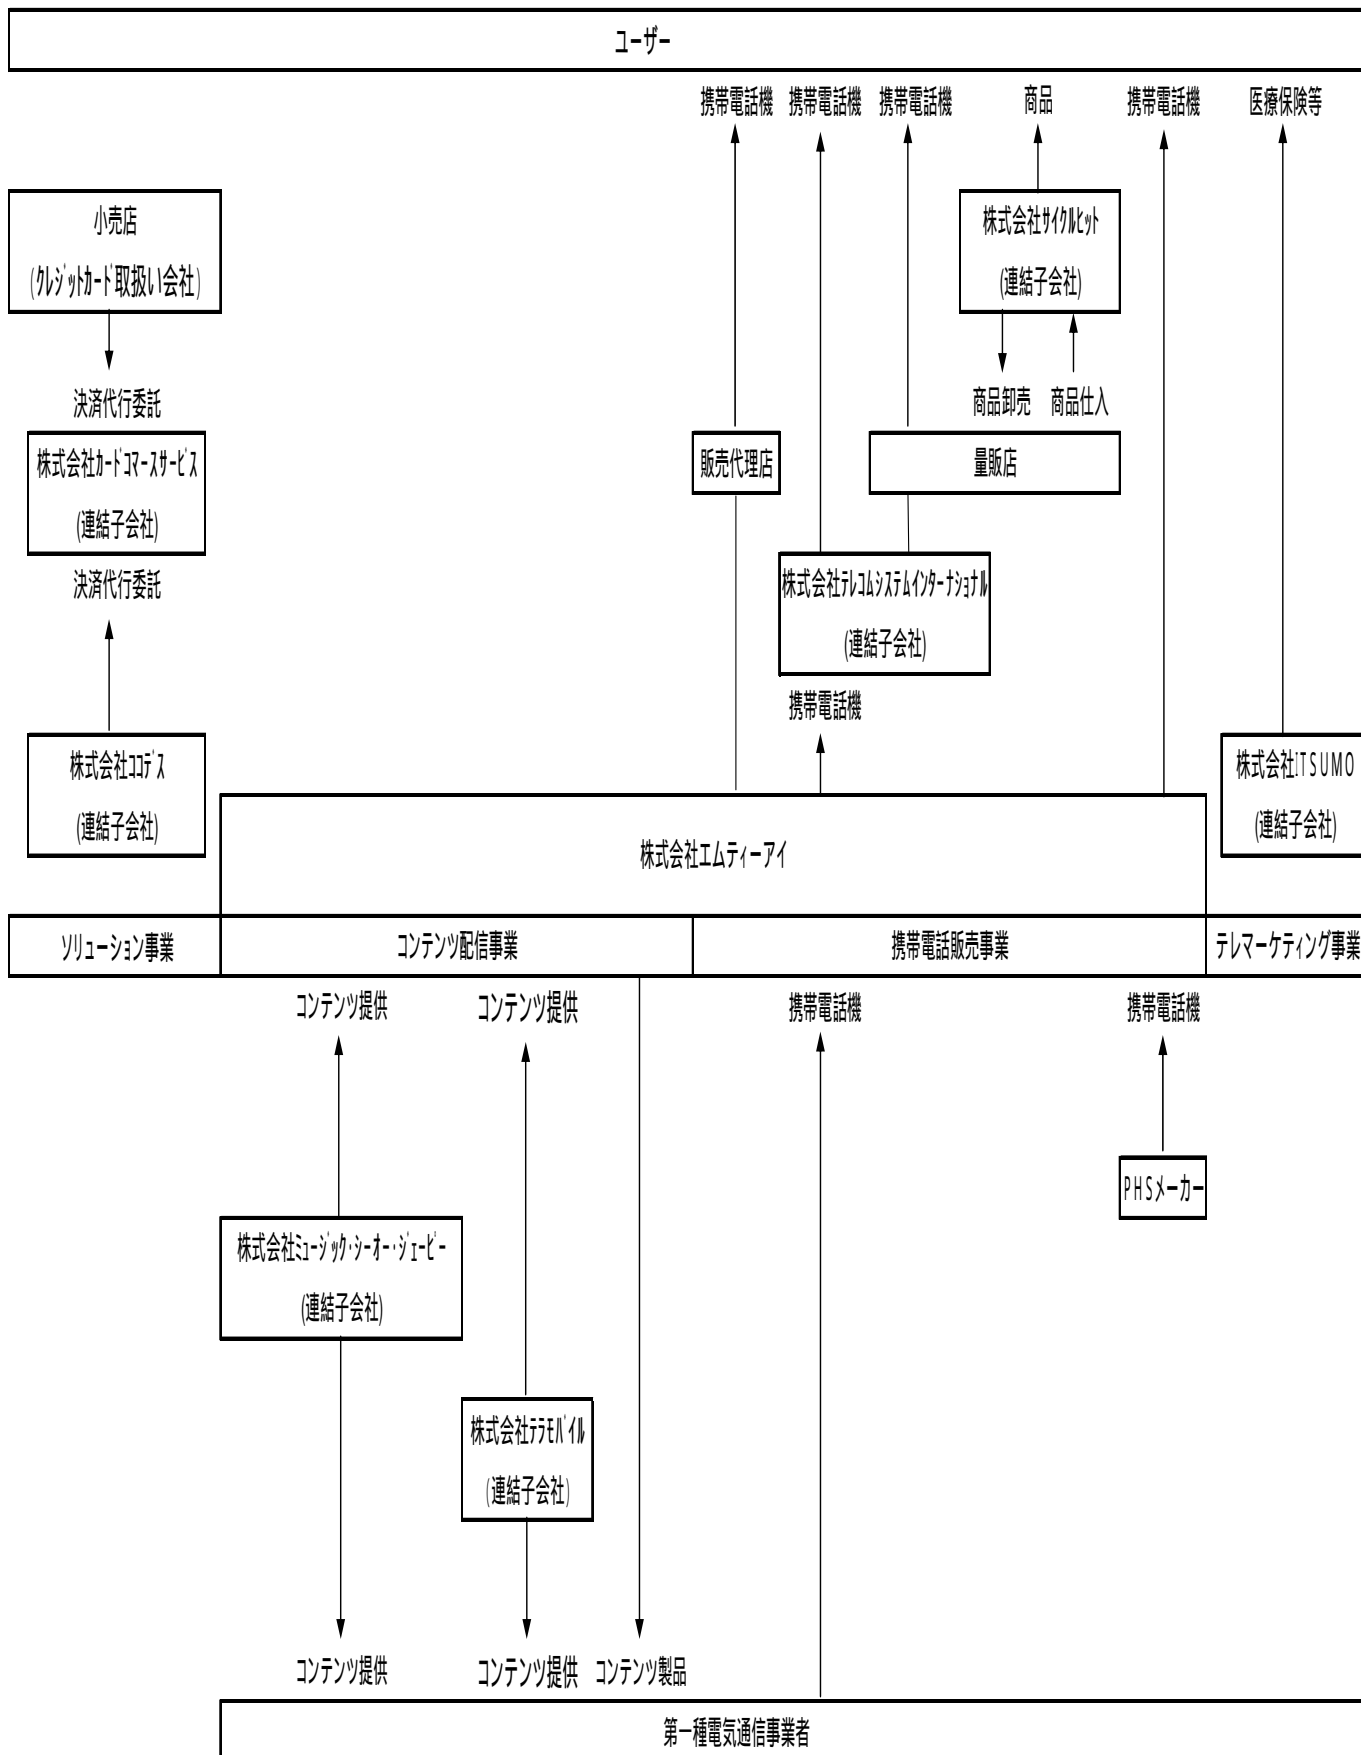 ユーザー
携帯電話機 携帯電話機 携帯電話機 商品 携帯電話機 医療保険等
小売店
(ｸﾚｼﾞｯﾄｶｰﾄﾞ取扱い会社)
株式会社ｻｲｸﾙﾋｯﾄ
(連結子会社)
決済代行委託
商品卸売 商品仕入
株式会社ｶｰﾄﾞｺﾏｰｽｻｰﾋﾞｽ
(連結子会社)
販売代理店
量販店
決済代行委託
株式会社ﾃﾚｺﾑｼｽﾃﾑｲﾝﾀｰﾅｼｮﾅﾙ
(連結子会社)
携帯電話機
株式会社ｺｺﾃﾞｽ
(連結子会社)
株式会社ITSUMO
(連結子会社)
株式会社エムティーアイ
ソリューション事業 コンテンツ配信事業 携帯電話販売事業 テレマーケティング事業
コンテンツ提供 コンテンツ提供 携帯電話機 携帯電話機
PHSメーカー
株式会社ﾐｭｰｼﾞｯｸ･ｼｰｵｰ･ｼﾞｪｰﾋﾟｰ
(連結子会社)
株式会社ﾃﾗﾓﾊﾞｲﾙ
(連結子会社)
コンテンツ提供 コンテンツ提供 コンテンツ製品
第一種電気通信事業者